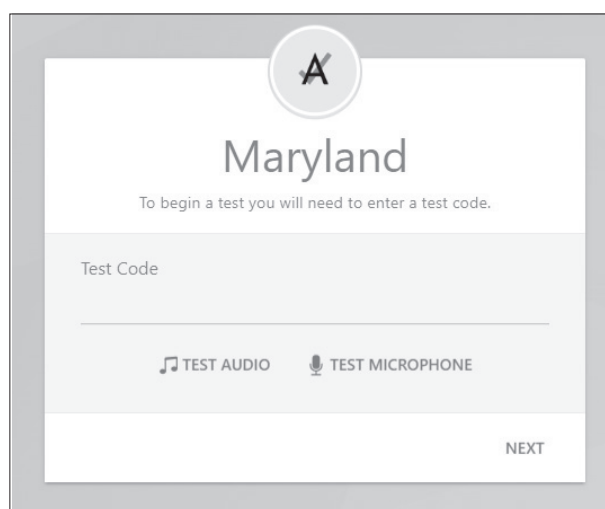 A
Maryland
To begin a test you will need to enter a test code.
Test Code
TEST AUDIO TEST MICROPHONE
NEXT